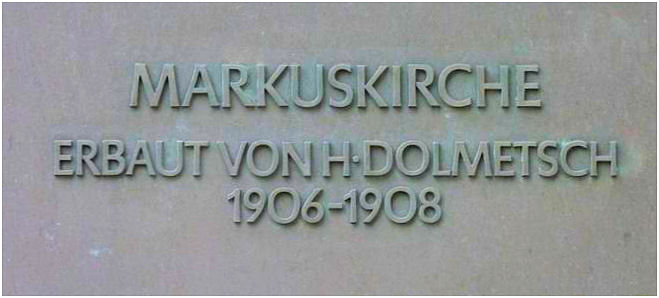 MARKUSKIRCHE
ERBAUT VON H·DOLMETSCH
1906-1908